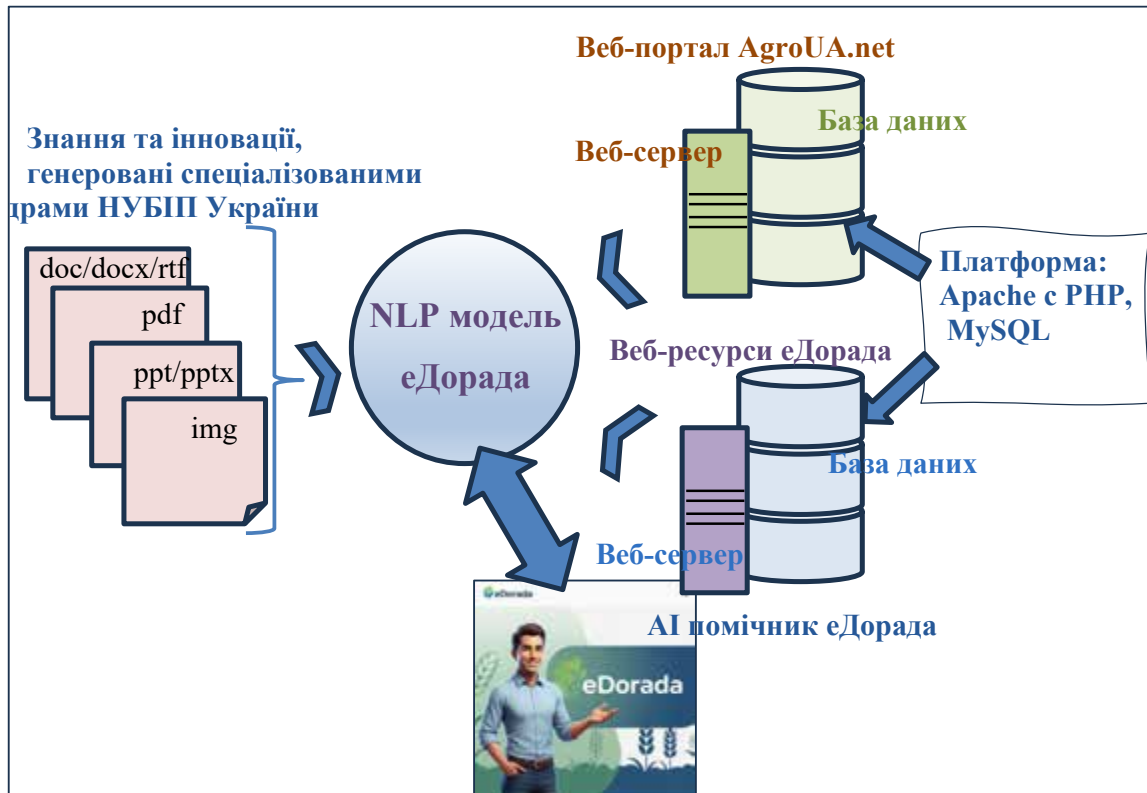 Веб-портал AgroUA.net
База даних
Веб-сервер
Знання та інновації,
генеровані спеціалізованими
драми НУБІП України
doc/docx/rtf
pdf
ppt/pptx
img
NLP модель
еДорада
Платформа:
Apache с PHP,
MySQL
Веб-ресурси еДорада
База даних
Веб-сервер
АІ помічник еДорада
eDorada
eDorada